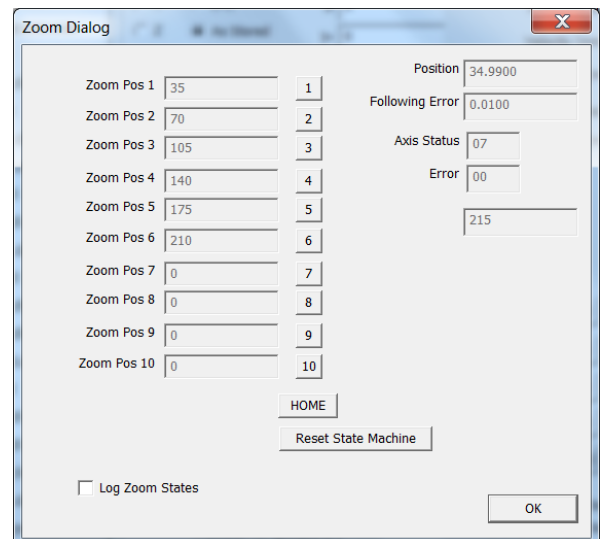 Zoom Dialog
Zoom Pos 1 35 1
Zoom Pos 2 70 2
Zoom Pos 3 105 3
Zoom Pos 4 140 4
Zoom Pos 5 175 5
Zoom Pos 6 210 6
Zoom Pos 7 0 7
Zoom Pos 8 0 8
Zoom Pos 9 0 9
Zoom Pos 10 0 10
HOME
Reset State Machine
Log Zoom States
Position 34.9900
Following Error 0.0100
Axis Status 07
Error 00
215
OK